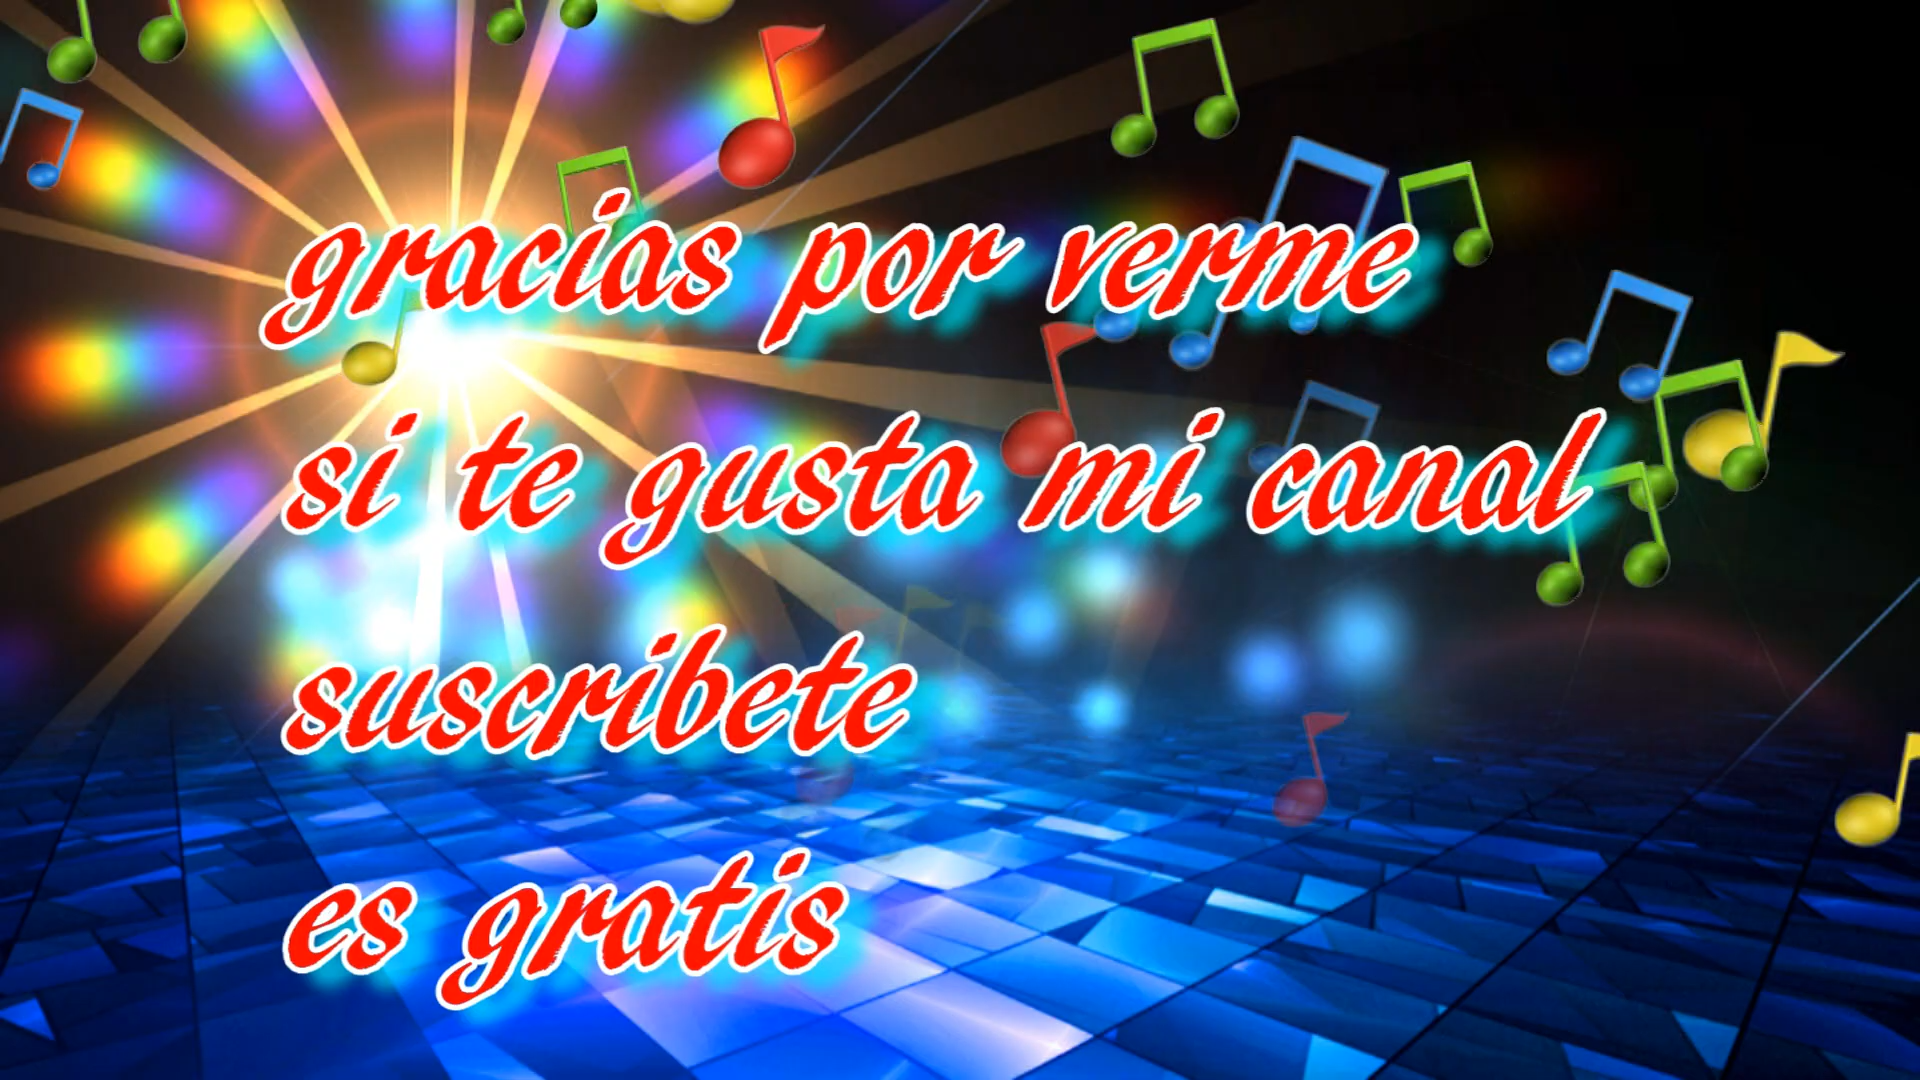 gracias por verme
si te gusta mi canal
suscribete
es gratis